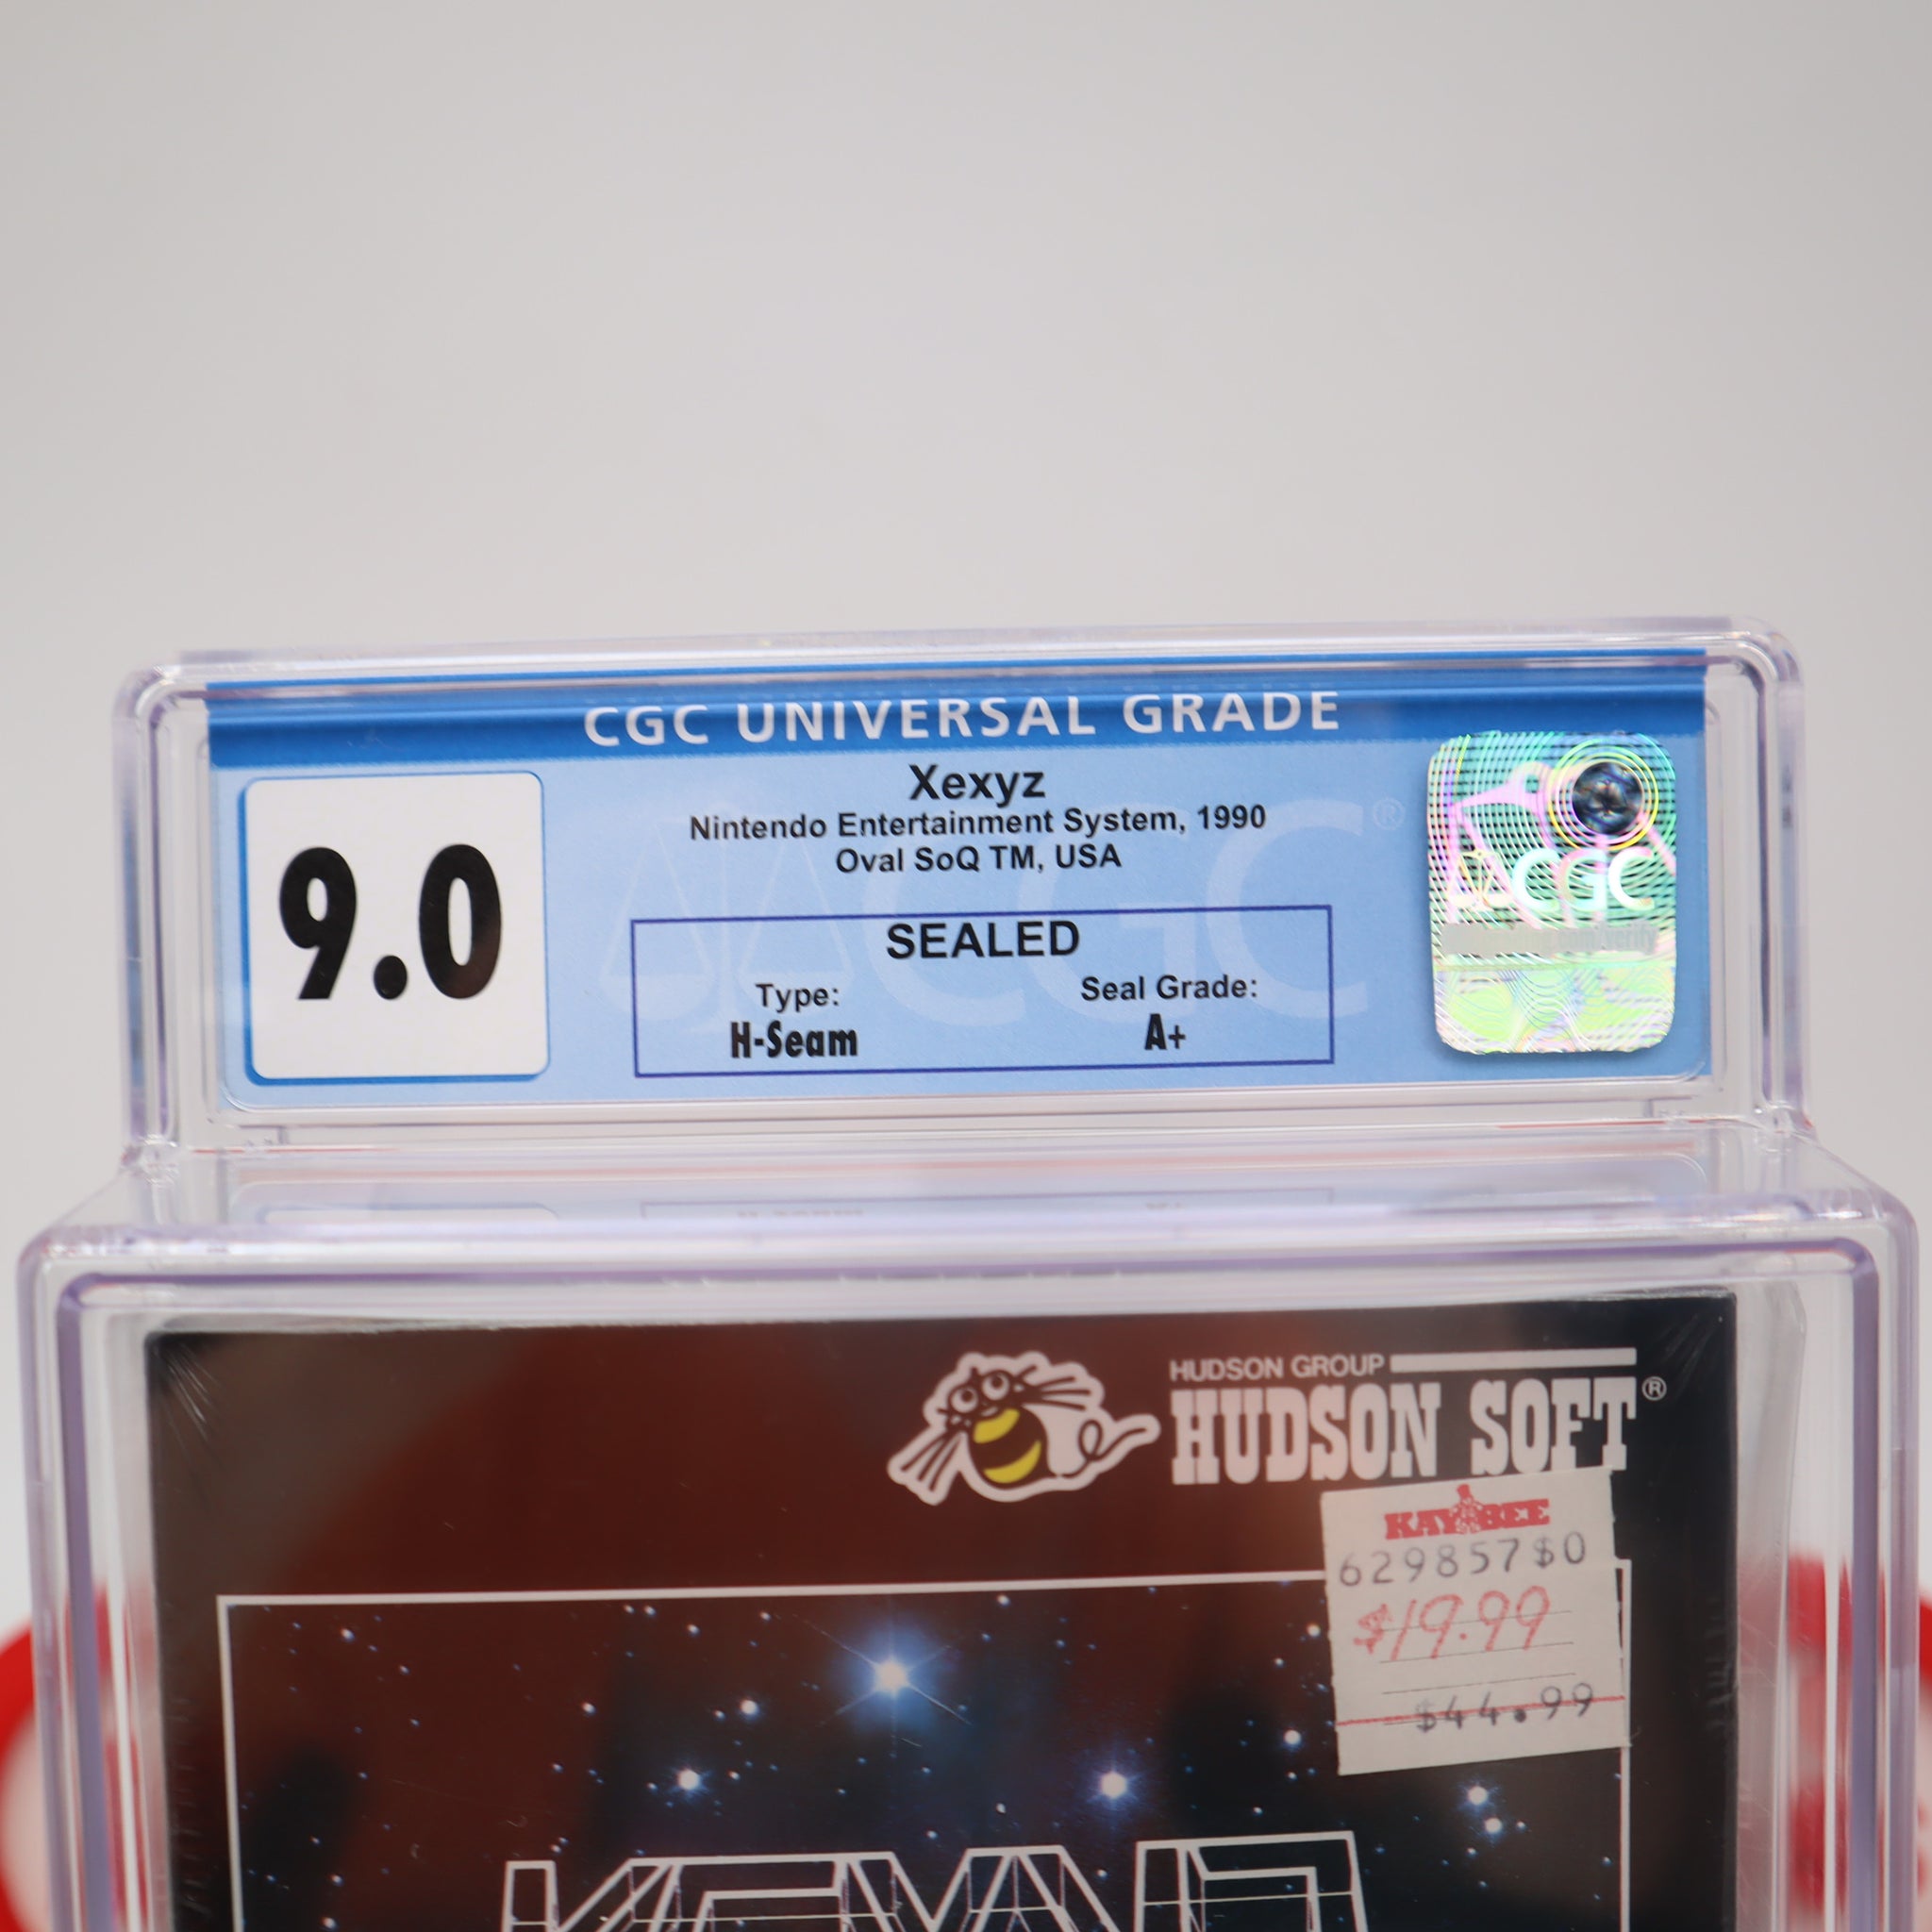 CGC UNIVERSAL GRADE
9.0
Xexyz
Nintendo Entertainment System, 1990
Oval SoQ TM, USA
SEALED
Type:
H-Seam
Seal Grade:
A+
CGC
HUDSON GROUP
HUDSON SOFT®
KAY BEE
629857$0
$19.99
$44.99